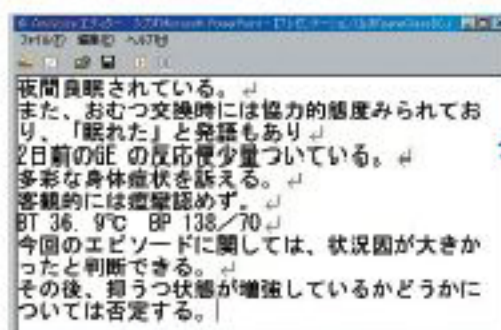 ファイル(F) 編集(E) ヘルプ(H)
夜間良眠されている。
また、おむつ交換時には協力的態度みられてお
り、「眠れた」と発語もあり
2日前のGE の反応便少量ついている。
多彩な身体症状を訴える。
客観的には痙攣認めず。
BT 36. 9℃ BP 138/70
今回のエピソードに関しては、状況因が大きか
ったと判断できる。
その後、抑うつ状態が増強しているかどうかに
ついては否定する。